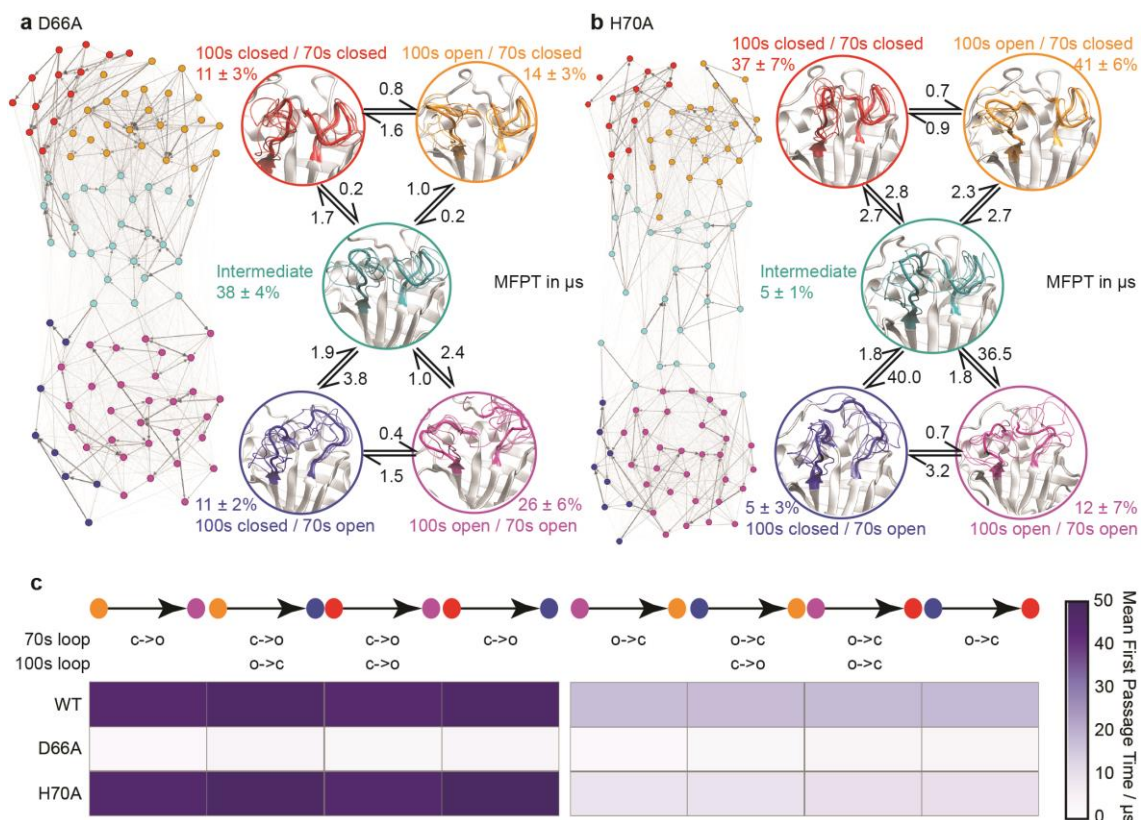 a D66A
100s closed / 70s closed
11 ± 3%
100s open / 70s closed
14 ± 3%
0.8
1.6
0.2
1.7
1.0
0.2
Intermediate
38 ± 4%
MFPT in µs
1.9
3.8
2.4
1.0
0.4
1.5
11 ± 2%
100s closed / 70s open
26 ± 6%
100s open / 70s open
b H70A
100s closed / 70s closed
37 ± 7%
100s open / 70s closed
41 ± 6%
0.7
0.9
2.8
2.7
2.3
2.7
Intermediate
5 ± 1%
MFPT in µs
1.8
40.0
36.5
1.8
0.7
3.2
5 ± 3%
100s closed / 70s open
12 ± 7%
100s open / 70s open
c
70s loop c->o c->o c->o c->o o->c o->c o->c o->c
100s loop o->c c->o c->o o->c
WT
D66A
H70A
50
40
30
20
10
0
Mean First Passage Time / µs